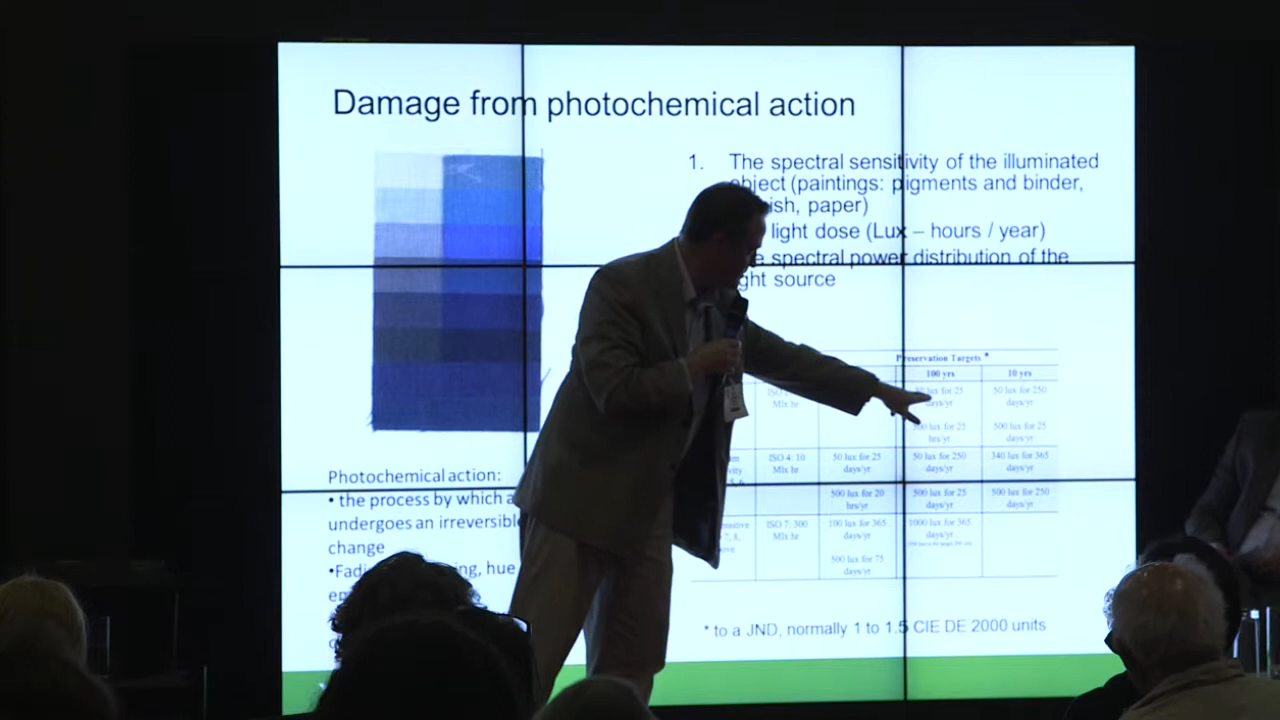 Damage from photochemical action
1. The spectral sensitivity of the illuminated
object (paintings: pigments and binder,
ish, paper)
light dose (Lux – hours / year)
spectral power distribution of the
ght source
Preservation Targets *
100 yrs 10 yrs
lux for 25 50 lux for 250
Mlx hr days/yr days/yr
lux for 25 500 lux for 25
hrs/yr days/yr
ISO 4: 10 50 lux for 25 50 lux for 250 340 lux for 365
Mlx hr days/yr days/yr days/yr
500 lux for 20 500 lux for 25 500 lux for 250
hrs/yr days/yr days/yr
ISO 7: 300 100 lux for 365 1000 lux for 365
Mlx hr days/yr days/yr
500 lux for 75
days/yr
* to a JND, normally 1 to 1.5 CIE DE 2000 units
Photochemical action:
• the process by which a
undergoes an irreversible
change
hue